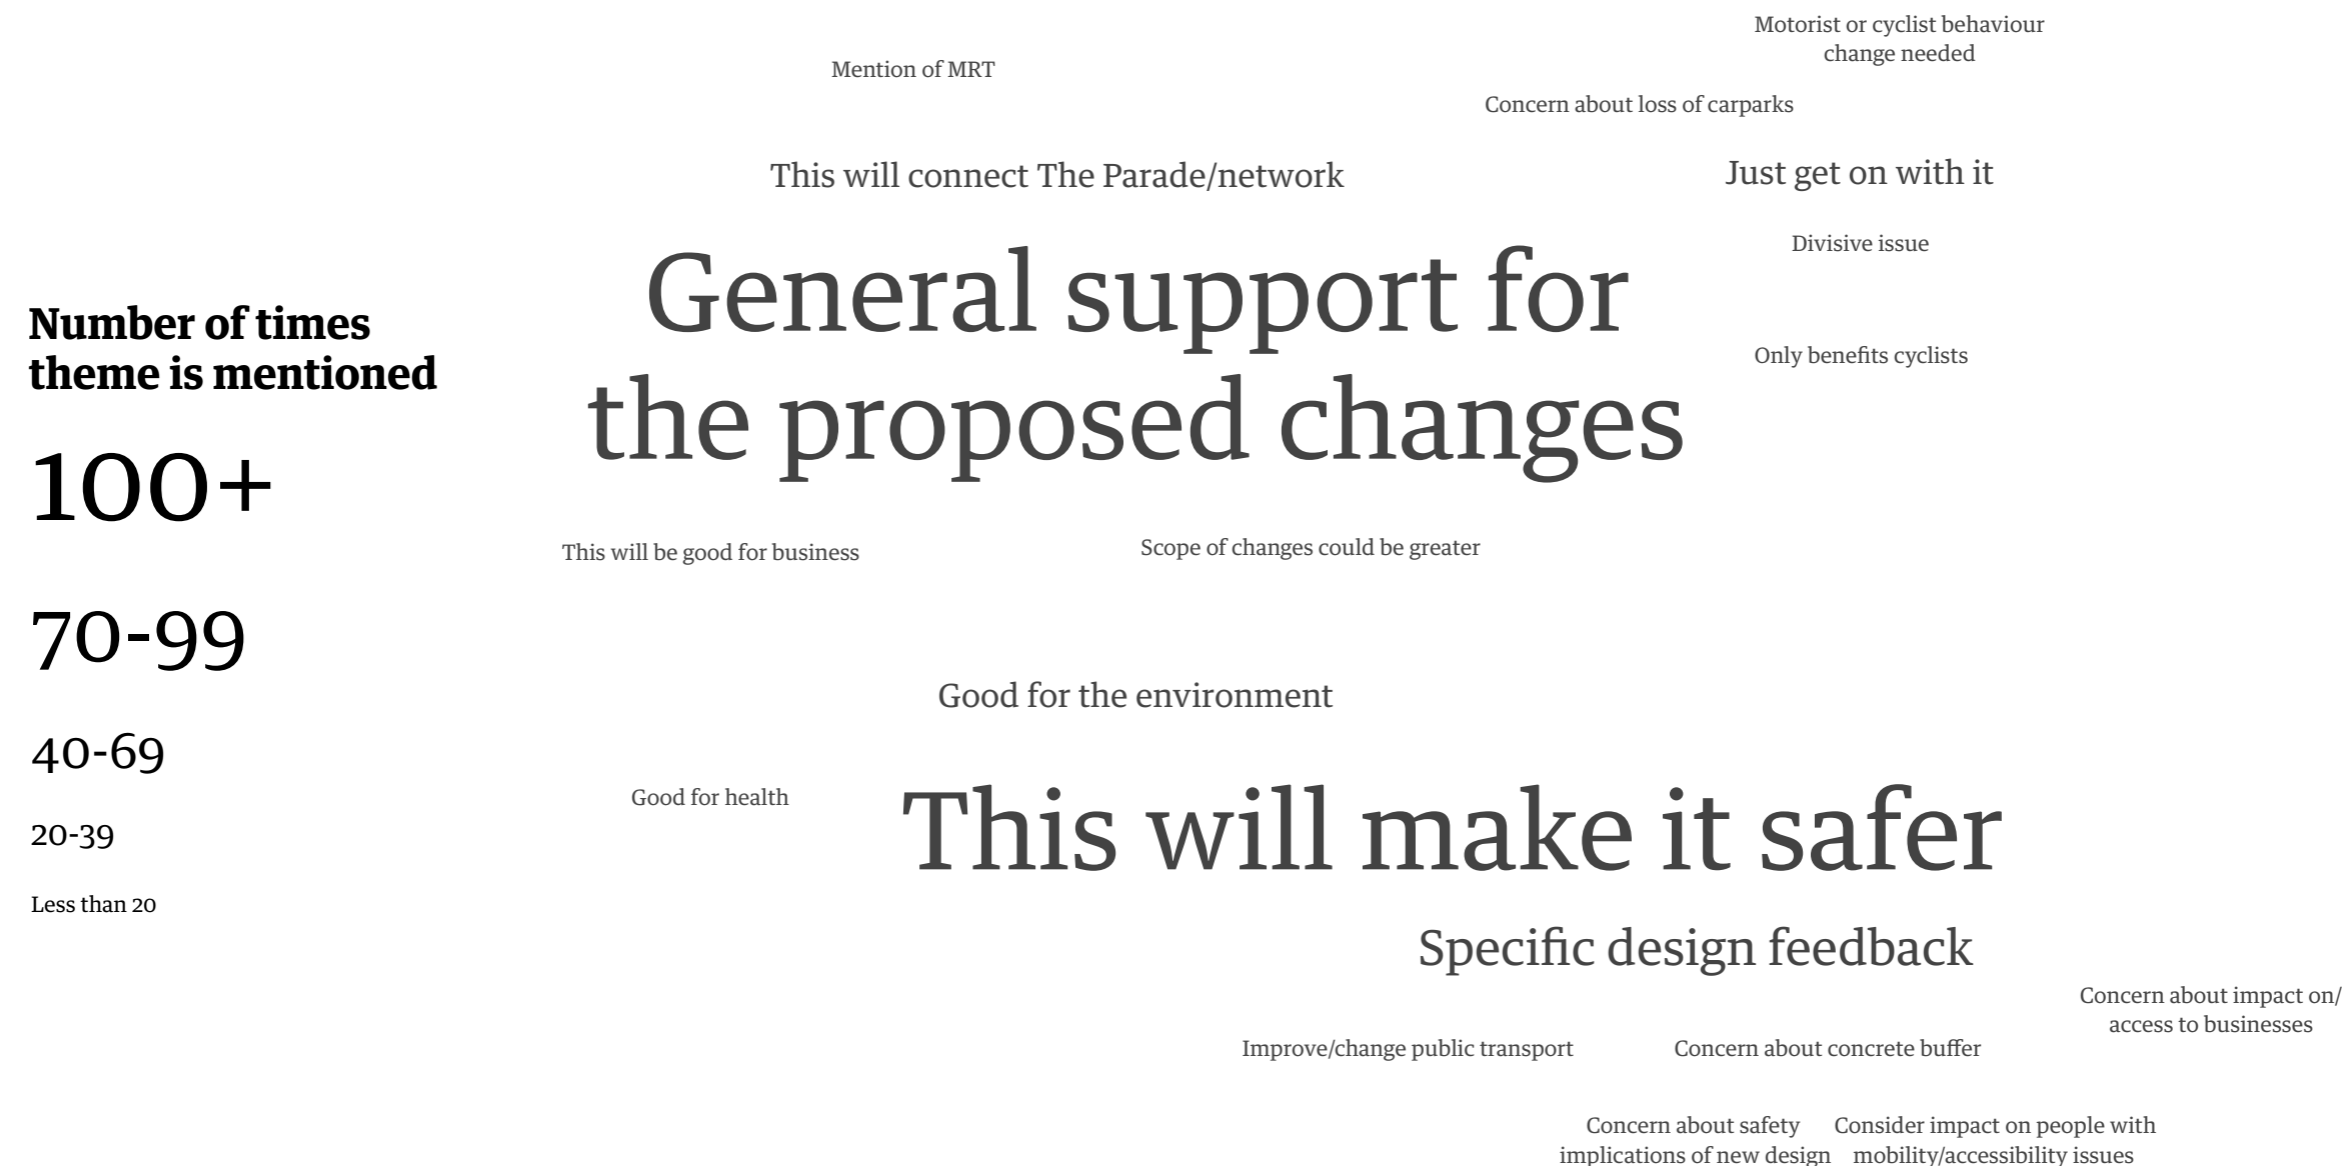 Motorist or cyclist behaviour
change needed
Mention of MRT
Concern about loss of carparks
This will connect The Parade/network
Just get on with it
Divisive issue
General support for
the proposed changes
Only benefits cyclists
Number of times
theme is mentioned
100+
70-99
40-69
20-39
Less than 20
This will be good for business
Scope of changes could be greater
Good for the environment
Good for health
This will make it safer
Specific design feedback
Concern about impact on/
access to businesses
Improve/change public transport
Concern about concrete buffer
Concern about safety
implications of new design
Consider impact on people with
mobility/accessibility issues